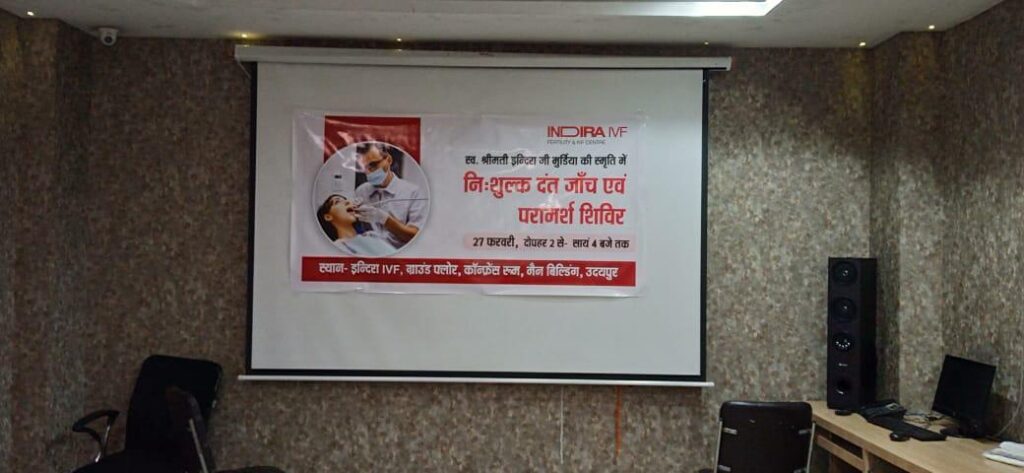 INDIRA IVF
FERTILITY & IVF CENTRE
स्व. श्रीमती इन्दिरा जी मुर्डिया की स्मृति में
निःशुल्क दंत जाँच एवं
परामर्श शिविर
27 फरवरी, दोपहर 2 से- सायं 4 बजे तक
स्थान- इन्दिरा IVF, ग्राउंड फ्लोर, कॉन्फ्रेंस रूम, मैन बिल्डिंग, उदयपुर